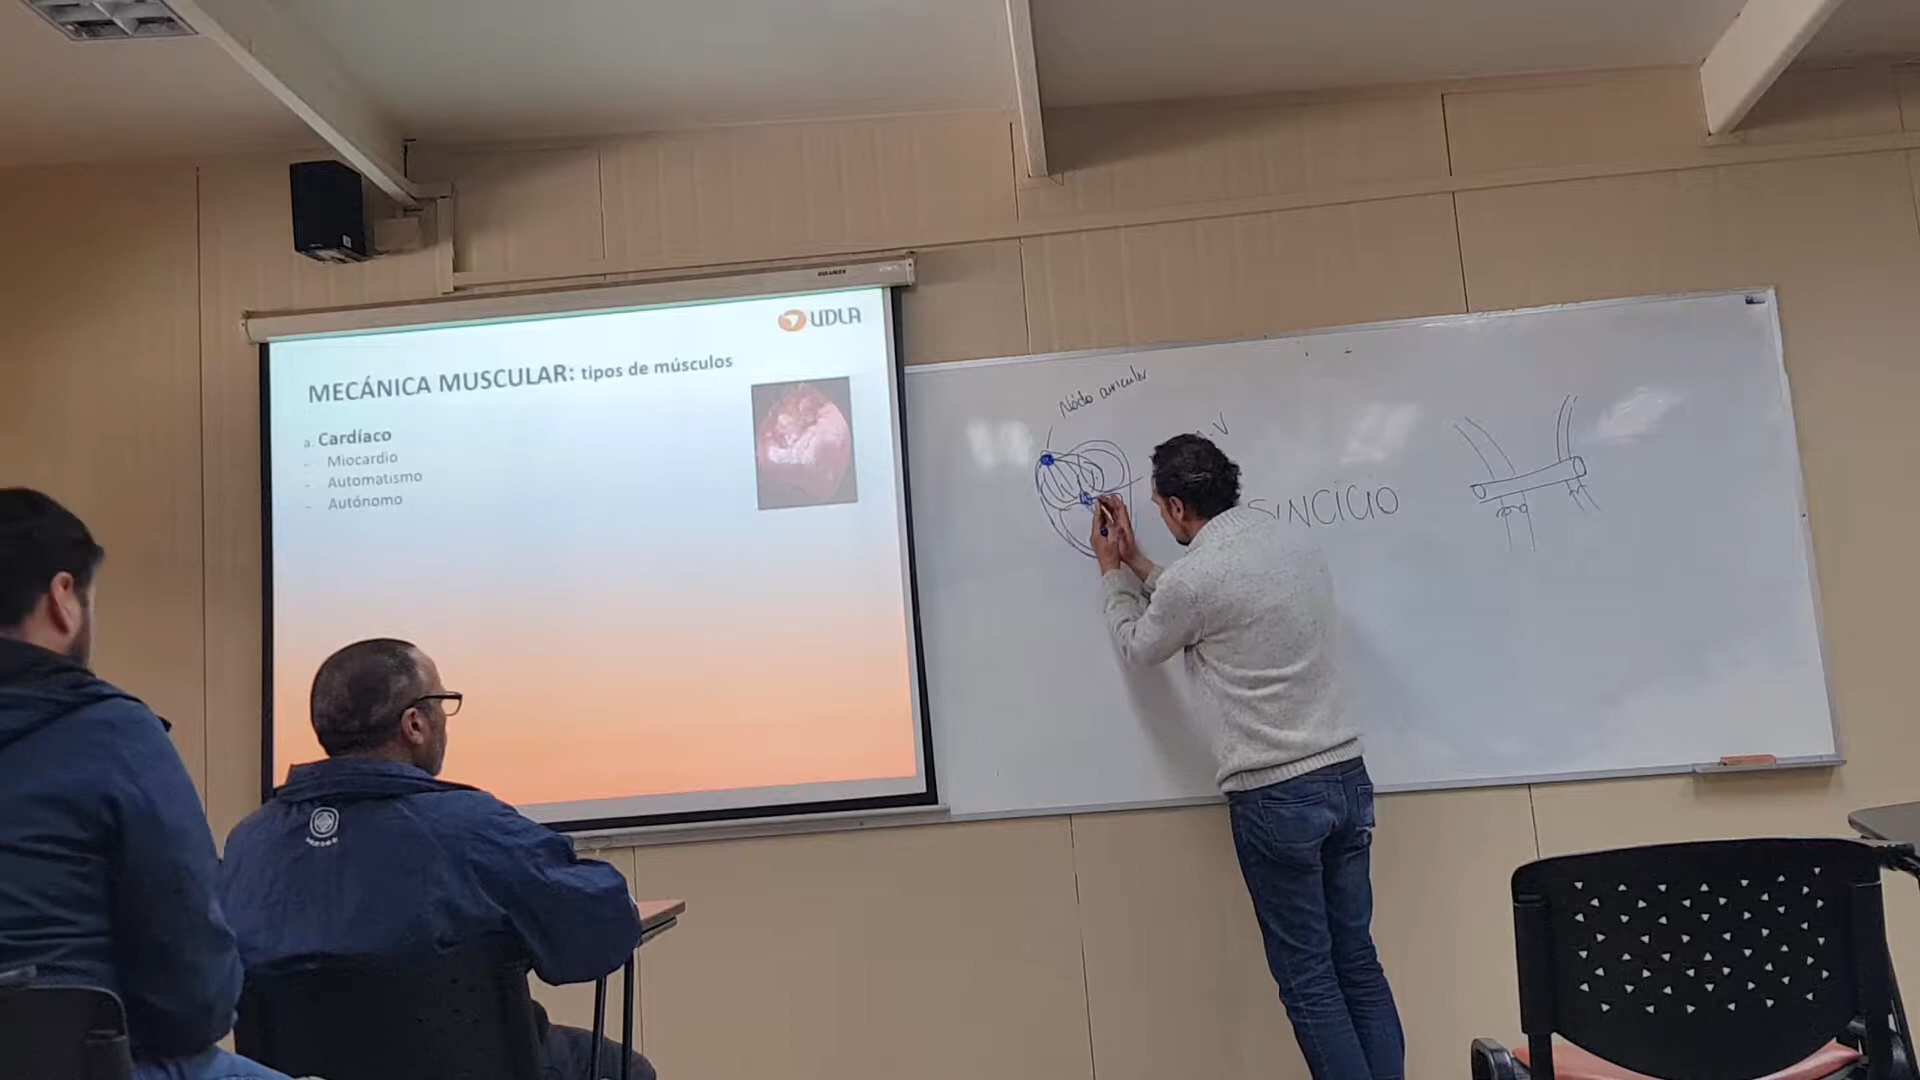 UDLA
MECÁNICA MUSCULAR: tipos de músculos
a. Cardíaco
- Miocardio
- Automatismo
- Autónomo
Nódo auricular
SINCICIO